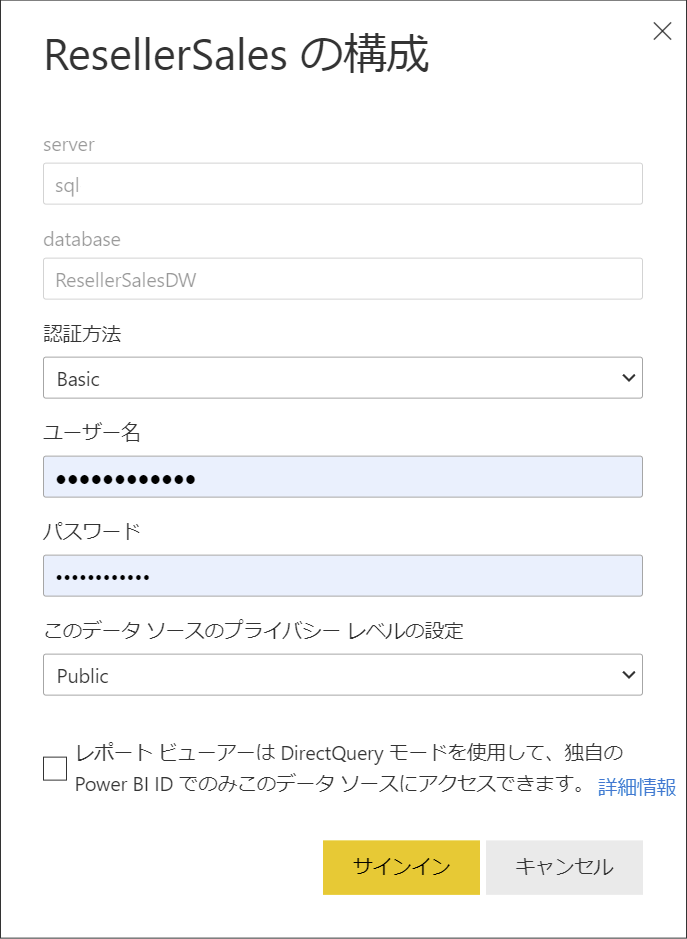 ResellerSales の構成
server
sql
database
ResellerSalesDW
認証方法
Basic
ユーザー名
••••••••••••
パスワード
••••••••••••
このデータ ソースのプライバシー レベルの設定
Public
レポート ビューアーは DirectQuery モードを使用して、独自の
Power BI ID でのみこのデータ ソースにアクセスできます。 詳細情報
サインイン キャンセル